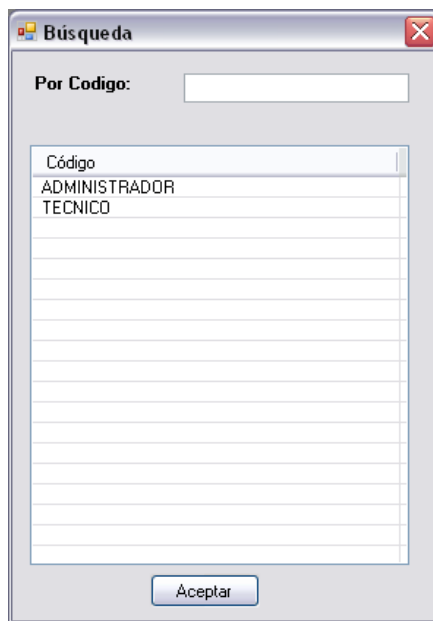 Búsqueda
Por Codigo:
Código
ADMINISTRADOR
TECNICO
Aceptar